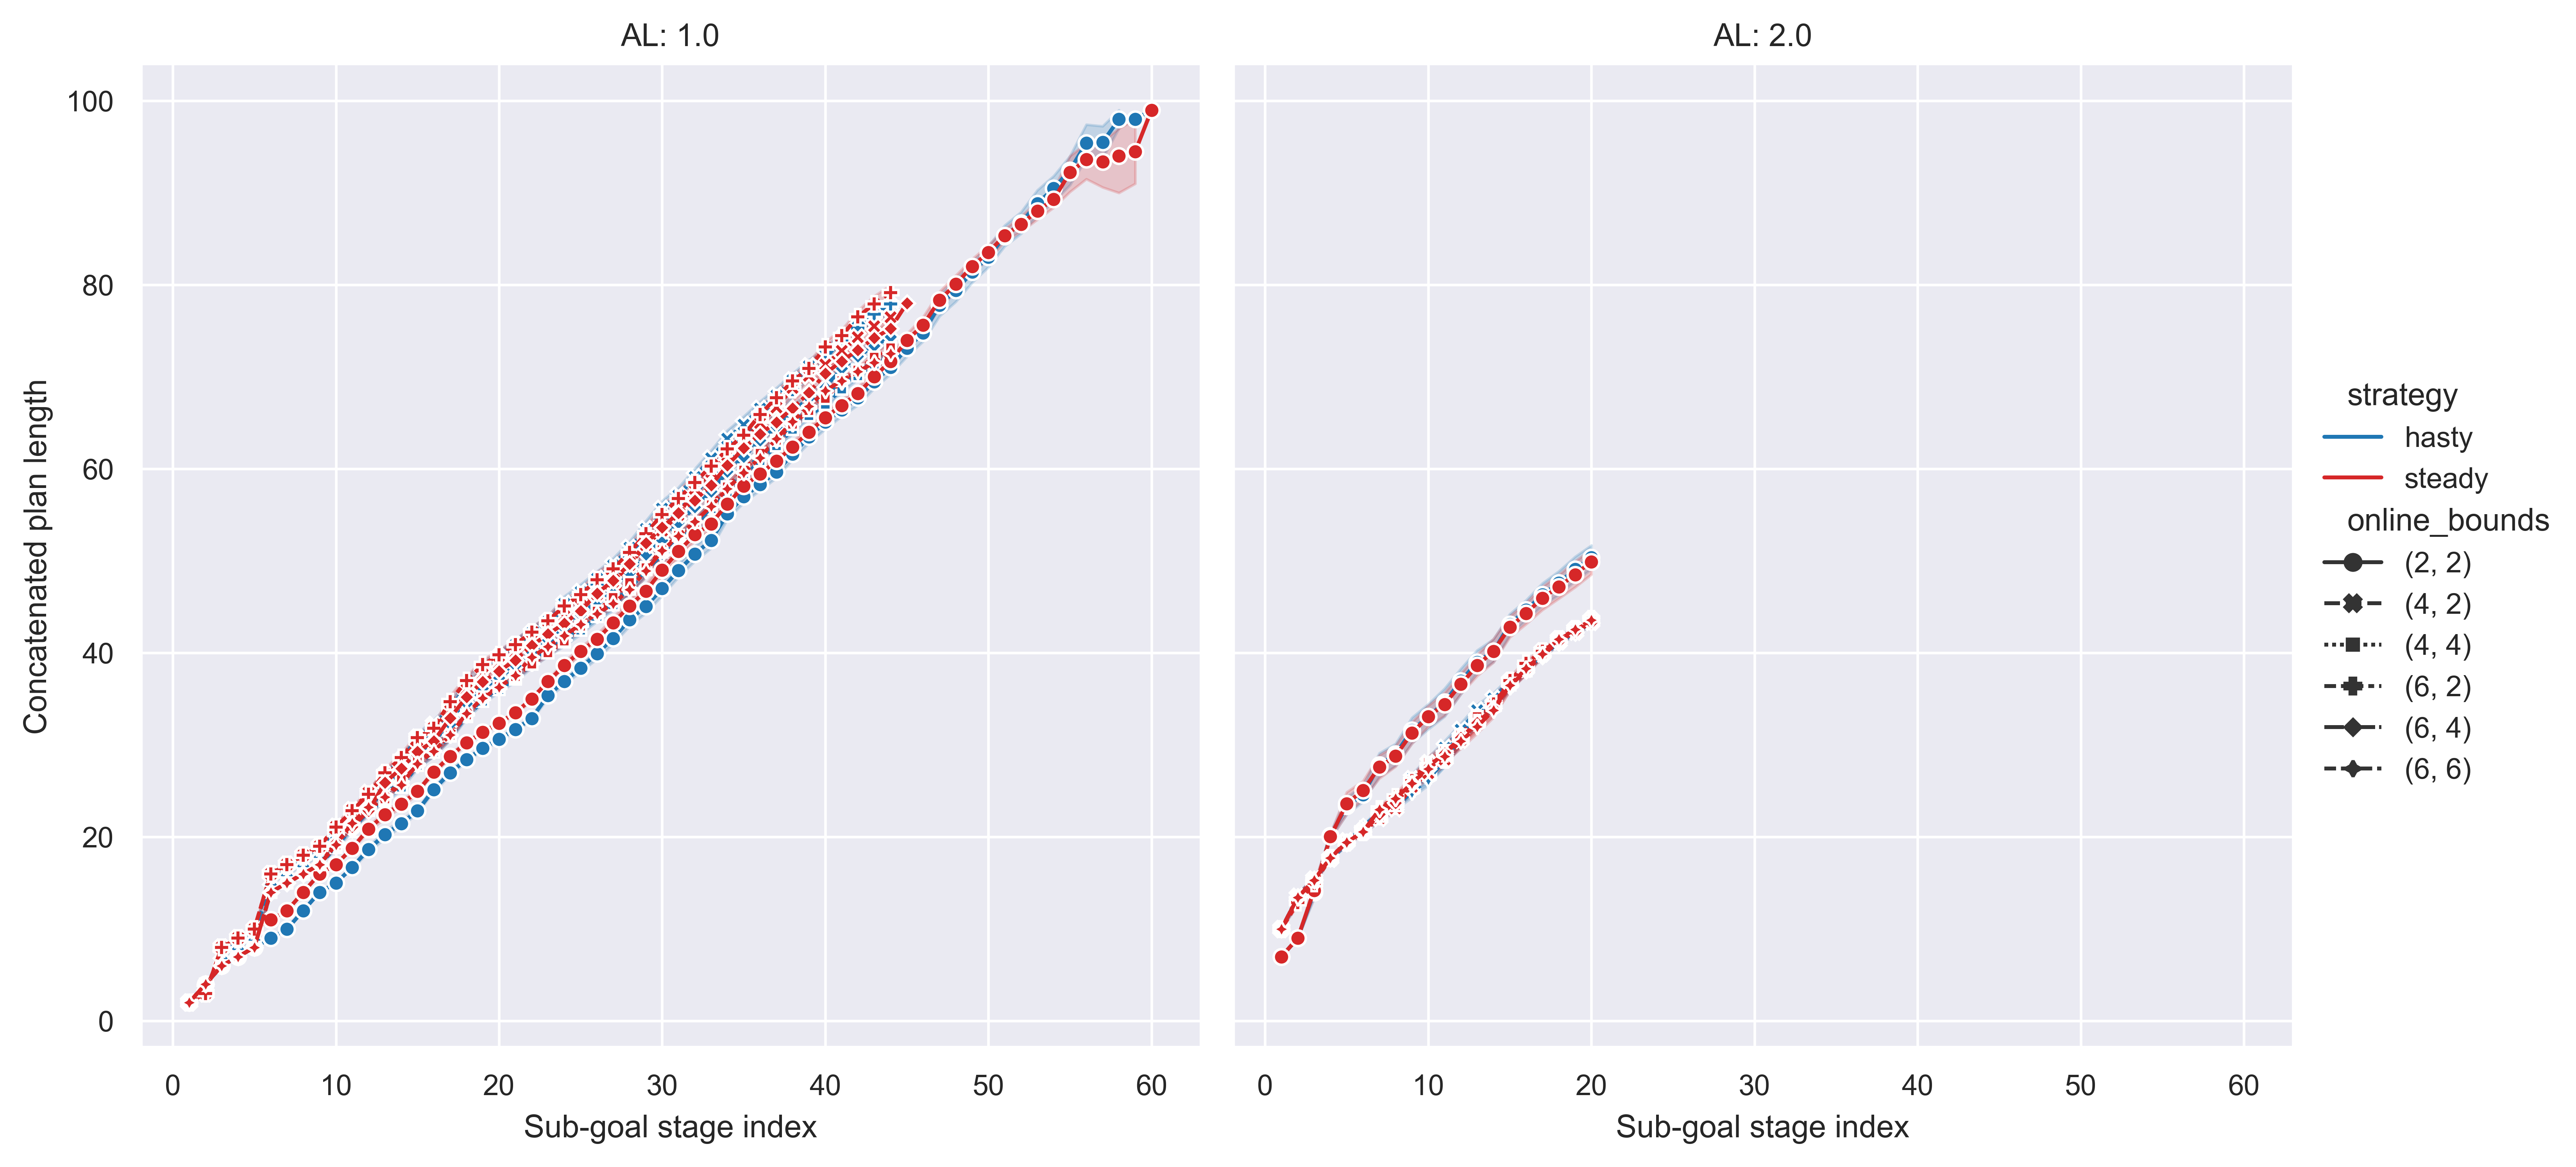 AL: 1.0
AL: 2.0
Concatenated plan length
100
80
60
40
20
0
0 10 20 30 40 50 60
0 10 20 30 40 50 60
Sub-goal stage index
Sub-goal stage index
strategy
hasty
steady
online_bounds
(2, 2)
(4, 2)
(4, 4)
(6, 2)
(6, 4)
(6, 6)